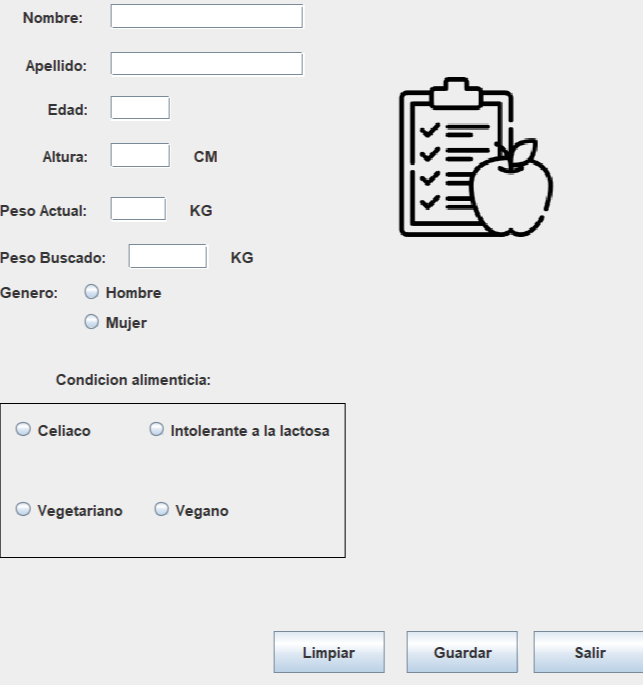 Nombre:
Apellido:
Edad:
Altura: CM
Peso Actual: KG
Peso Buscado: KG
Genero: Hombre
Mujer
Condicion alimenticia:
Celiaco Intolerante a la lactosa
Vegetariano Vegano
Limpiar Guardar Salir